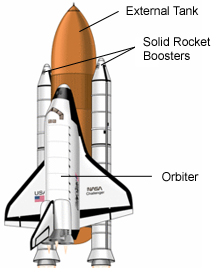 External Tank
Solid Rocket
Boosters
Orbiter
USA
NASA
Challenger